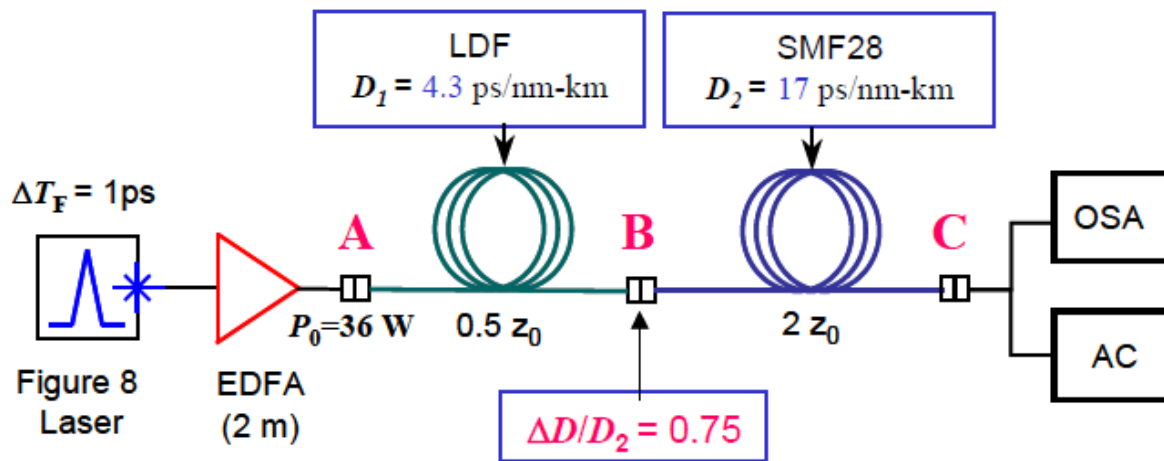 LDF
D₁ = 4.3 ps/nm-km
SMF28
D₂ = 17 ps/nm-km
ΔT_F = 1ps
A
B
C
OSA
AC
P₀=36 W
0.5 z₀
2 z₀
Figure 8
Laser
EDFA
(2 m)
ΔD/D₂ = 0.75